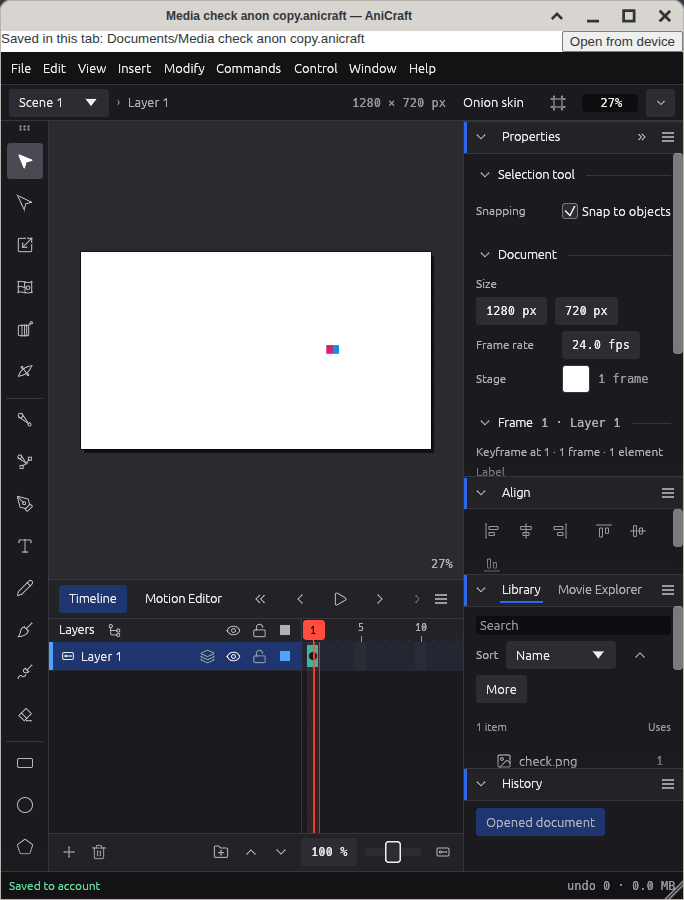 Media check anon copy.anicraft — AniCraft
Saved in this tab: Documents/Media check anon copy.anicraft
Open from device
File Edit View Insert Modify Commands Control Window Help
Scene 1 › Layer 1 1280 × 720 px Onion skin 27%
Properties
Selection tool
Snapping Snap to objects
Document
Size
1280 px 720 px
Frame rate 24.0 fps
Stage 1 frame
Frame 1 · Layer 1
Keyframe at 1 · 1 frame · 1 element
Label
27%
Align
Timeline Motion Editor
Library Movie Explorer
Layers 1 5 10
Layer 1
Search
Sort Name
More
1 item Uses
check.png 1
History
Opened document
100 %
Saved to account
undo 0 · 0.0 MB